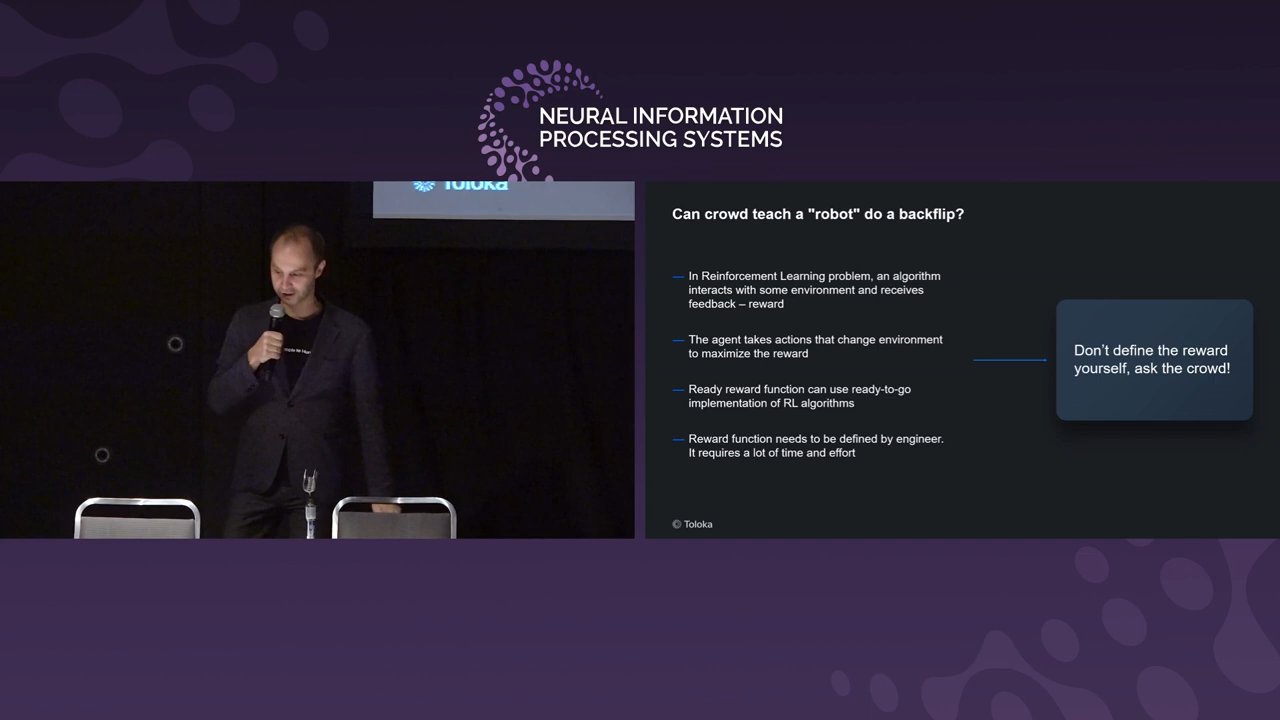 NEURAL INFORMATION
PROCESSING SYSTEMS
Toloka
Can crowd teach a "robot" do a backflip?
— In Reinforcement Learning problem, an algorithm
interacts with some environment and receives
feedback – reward
— The agent takes actions that change environment
to maximize the reward
— Ready reward function can use ready-to-go
implementation of RL algorithms
— Reward function needs to be defined by engineer.
It requires a lot of time and effort
Don't define the reward
yourself, ask the crowd!
Toloka